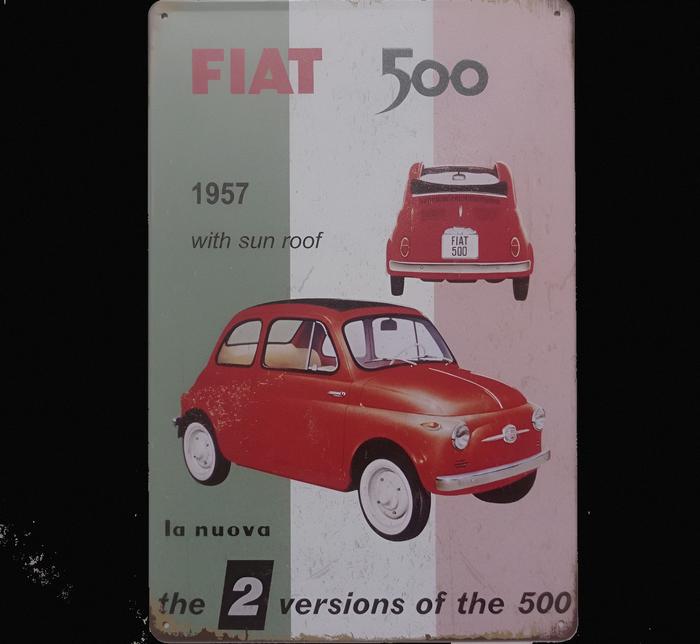 FIAT 500
1957
with sun roof
FIAT
500
la nuova
the 2 versions of the 500